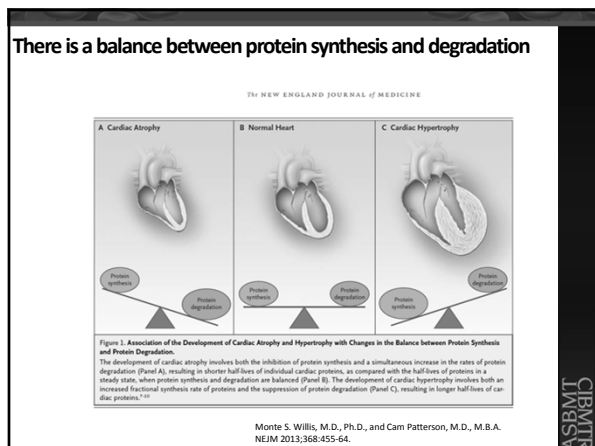 There is a balance between protein synthesis and degradation
The NEW ENGLAND JOURNAL of MEDICINE
A Cardiac Atrophy
B Normal Heart
C Cardiac Hypertrophy
Protein
synthesis
Protein
degradation
Protein
synthesis
Protein
degradation
Protein
synthesis
Protein
degradation
Figure 1. Association of the Development of Cardiac Atrophy and Hypertrophy with Changes in the Balance between Protein Synthesis
and Protein Degradation.
The development of cardiac atrophy involves both the inhibition of protein synthesis and a simultaneous increase in the rates of protein
degradation (Panel A), resulting in shorter half-lives of individual cardiac proteins, as compared with the half-lives of proteins in a
steady state, when protein synthesis and degradation are balanced (Panel B). The development of cardiac hypertrophy involves both an
increased fractional synthesis rate of proteins and the suppression of protein degradation (Panel C), resulting in longer half-lives of car-
diac proteins.
Monte S. Willis, M.D., Ph.D., and Cam Patterson, M.D., M.B.A.
NEJM 2013;368:455-64.
ASBMT
CIBMTR